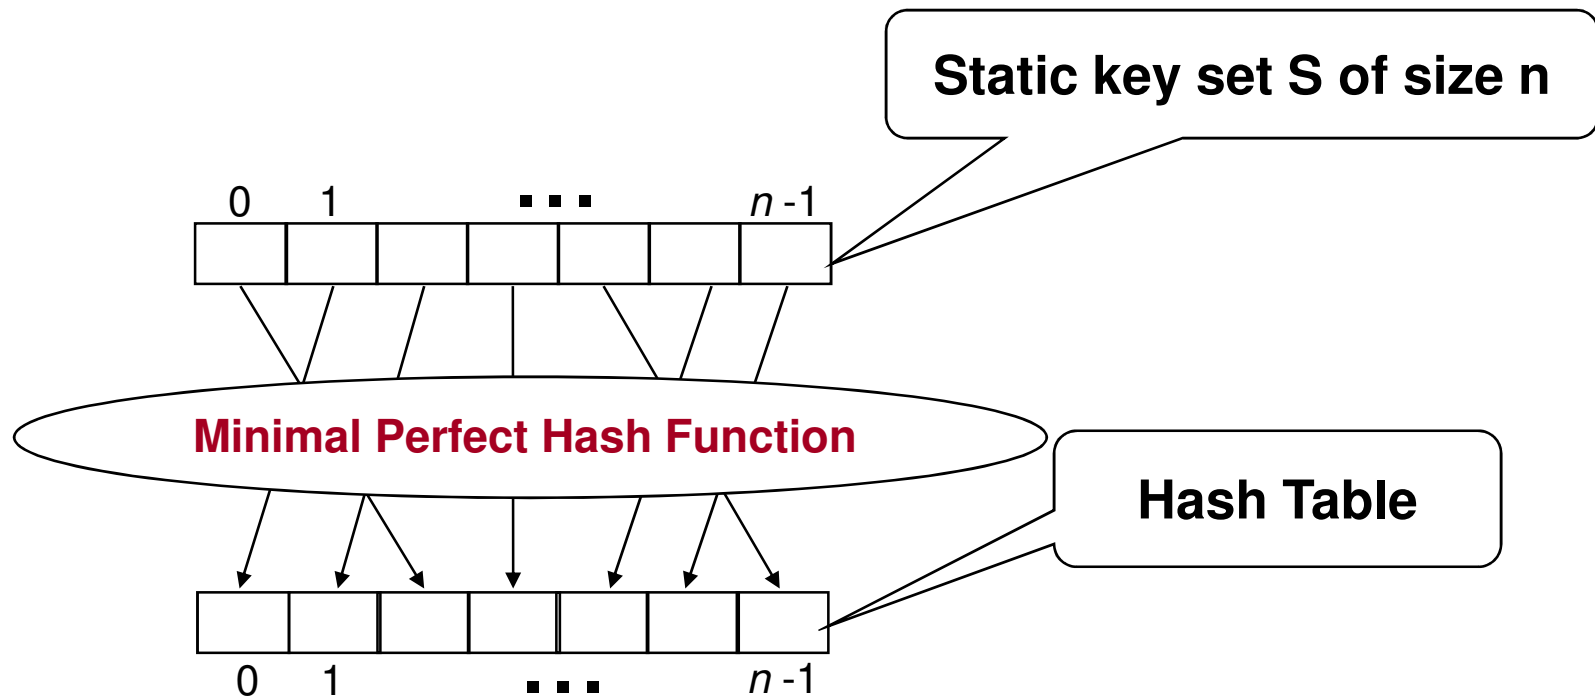 Static key set S of size n
0 1 ... n -1
Minimal Perfect Hash Function
Hash Table
0 1 ... n -1